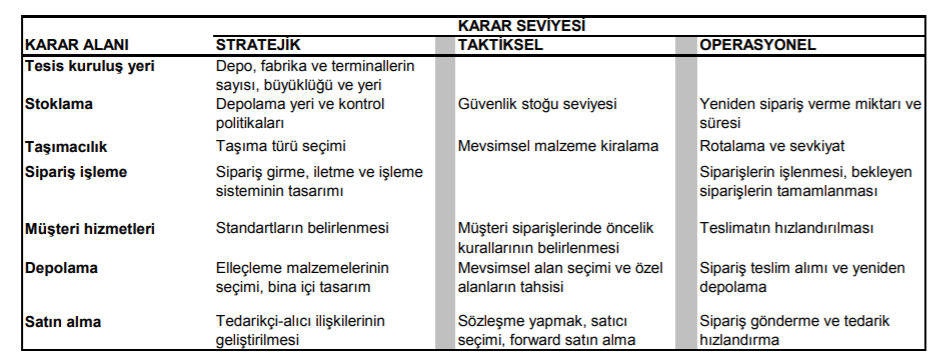 KARAR SEVİYESİ
KARAR ALANI STRATEJİK TAKTİKSEL OPERASYONEL
Tesis kuruluş yeri Depo, fabrika ve terminallerin
sayısı, büyüklüğü ve yeri
Stoklama Depolama yeri ve kontrol Güvenlik stoğu seviyesi Yeniden sipariş verme miktarı ve
politikaları süresi
Taşımacılık Taşıma türü seçimi Mevsimsel malzeme kiralama Rotalama ve sevkiyat
Sipariş işleme Sipariş girme, iletme ve işleme Siparişlerin işlenmesi, bekleyen
sisteminin tasarımı siparişlerin tamamlanması
Müşteri hizmetleri Standartların belirlenmesi Müşteri siparişlerinde öncelik Teslimatın hızlandırılması
kurallarının belirlenmesi
Depolama Elleçleme malzemelerinin Mevsimsel alan seçimi ve özel Sipariş teslim alımı ve yeniden
seçimi, bina içi tasarım alanların tahsisi depolama
Satın alma Tedarikçi-alıcı ilişkilerinin Sözleşme yapmak, satıcı Sipariş gönderme ve tedarik
geliştirilmesi seçimi, forward satın alma hızlandırma